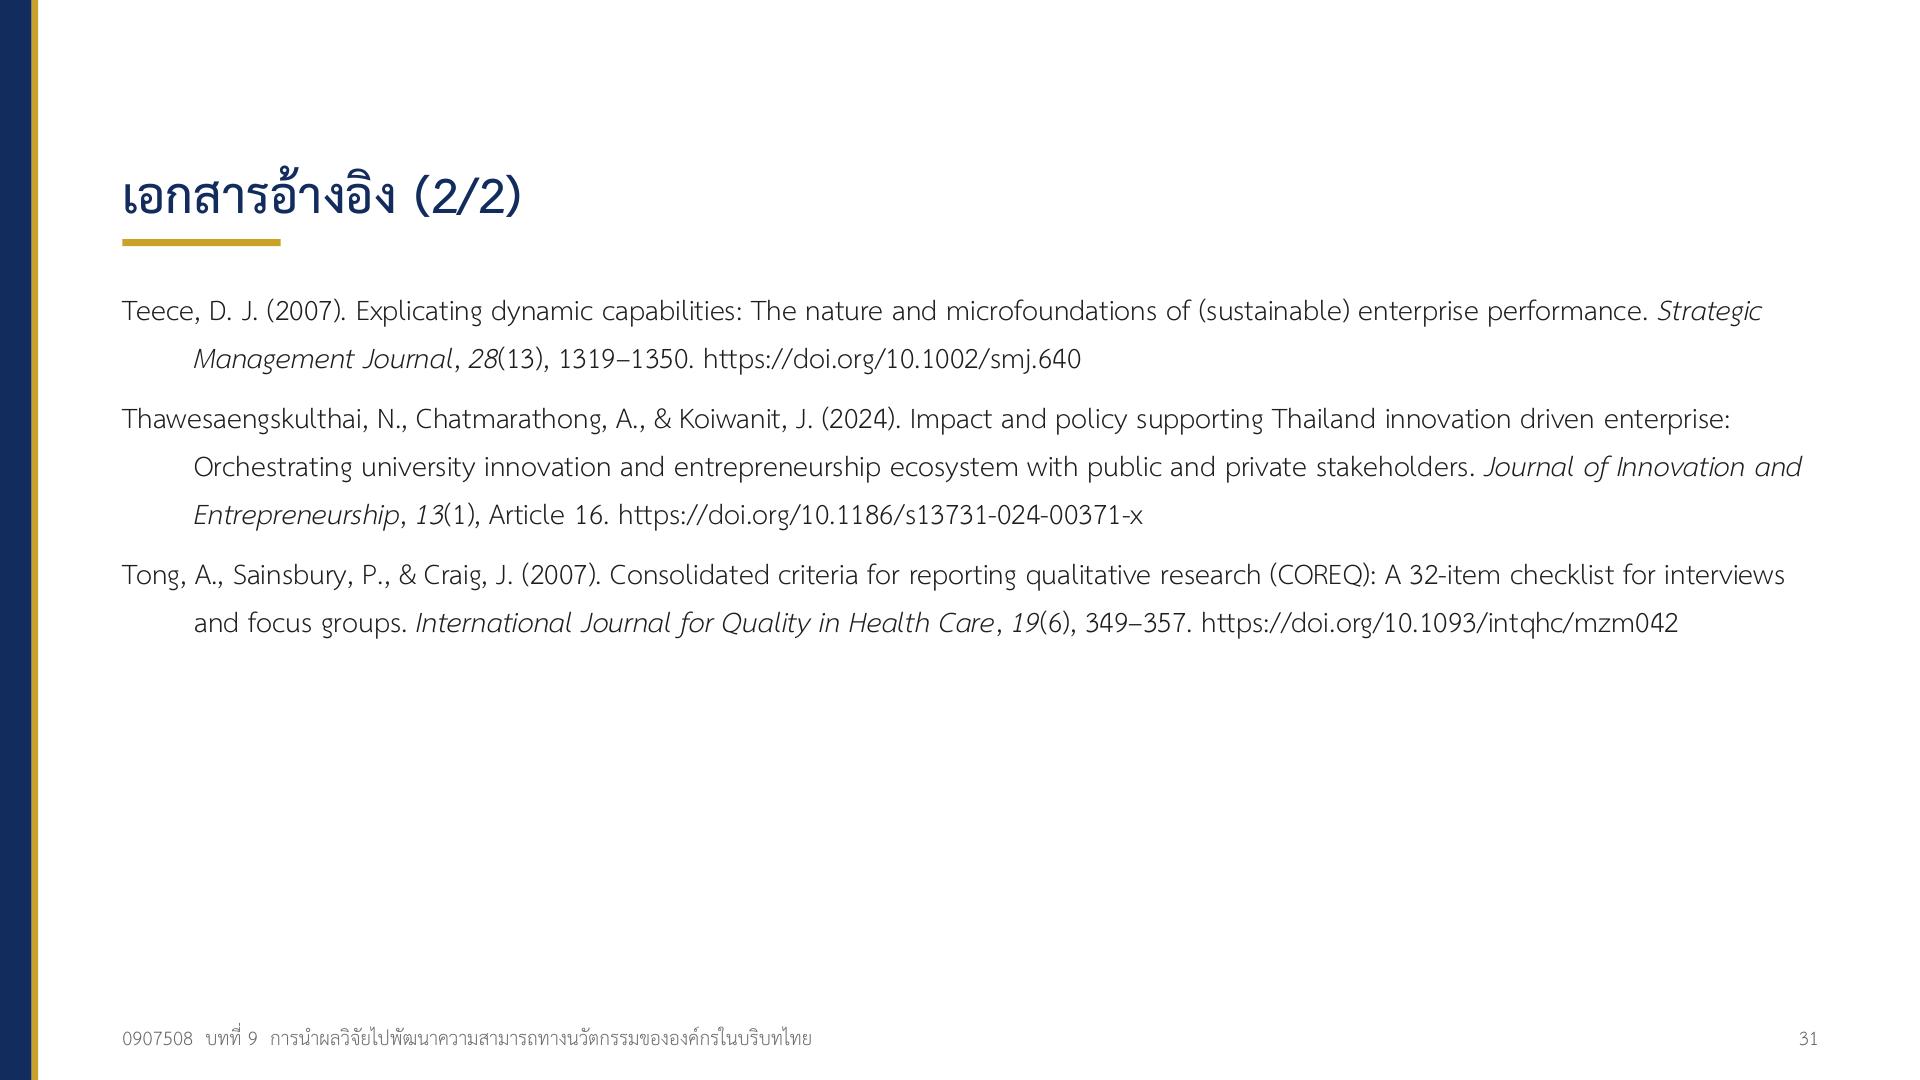 เอกสารอ้างอิง (2/2)
Teece, D. J. (2007). Explicating dynamic capabilities: The nature and microfoundations of (sustainable) enterprise performance. Strategic
Management Journal, 28(13), 1319–1350. https://doi.org/10.1002/smj.640
Thawesaengskulthai, N., Chatmarathong, A., & Koiwanit, J. (2024). Impact and policy supporting Thailand innovation driven enterprise:
Orchestrating university innovation and entrepreneurship ecosystem with public and private stakeholders. Journal of Innovation and
Entrepreneurship, 13(1), Article 16. https://doi.org/10.1186/s13731-024-00371-x
Tong, A., Sainsbury, P., & Craig, J. (2007). Consolidated criteria for reporting qualitative research (COREQ): A 32-item checklist for interviews
and focus groups. International Journal for Quality in Health Care, 19(6), 349–357. https://doi.org/10.1093/intqhc/mzm042
0907508 บทที่ 9 การนำผลวิจัยไปพัฒนาความสามารถทางนวัตกรรมขององค์กรในบริบทไทย
31